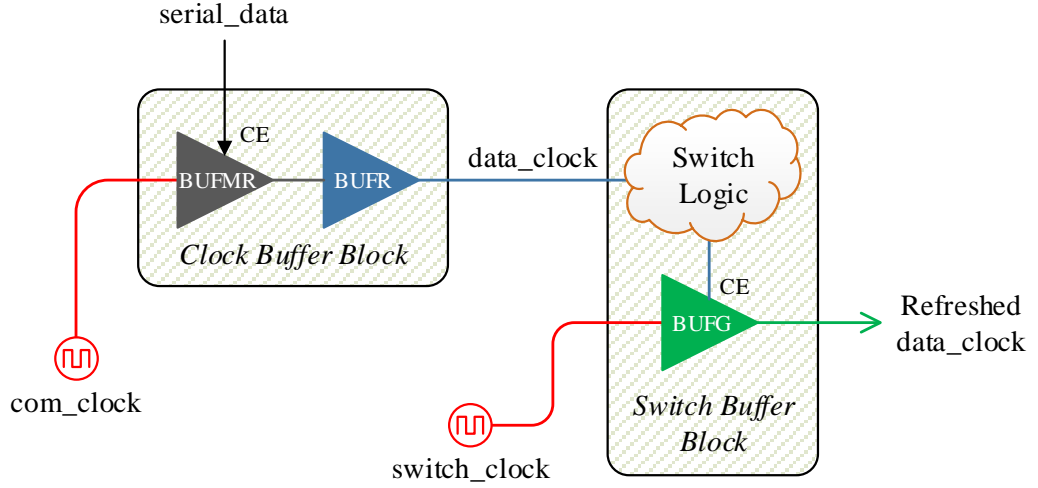 serial_data
CE
BUFMR
BUFR
Clock Buffer Block
com_clock
data_clock
Switch
Logic
CE
BUFG
Switch Buffer
Block
switch_clock
Refreshed
data_clock